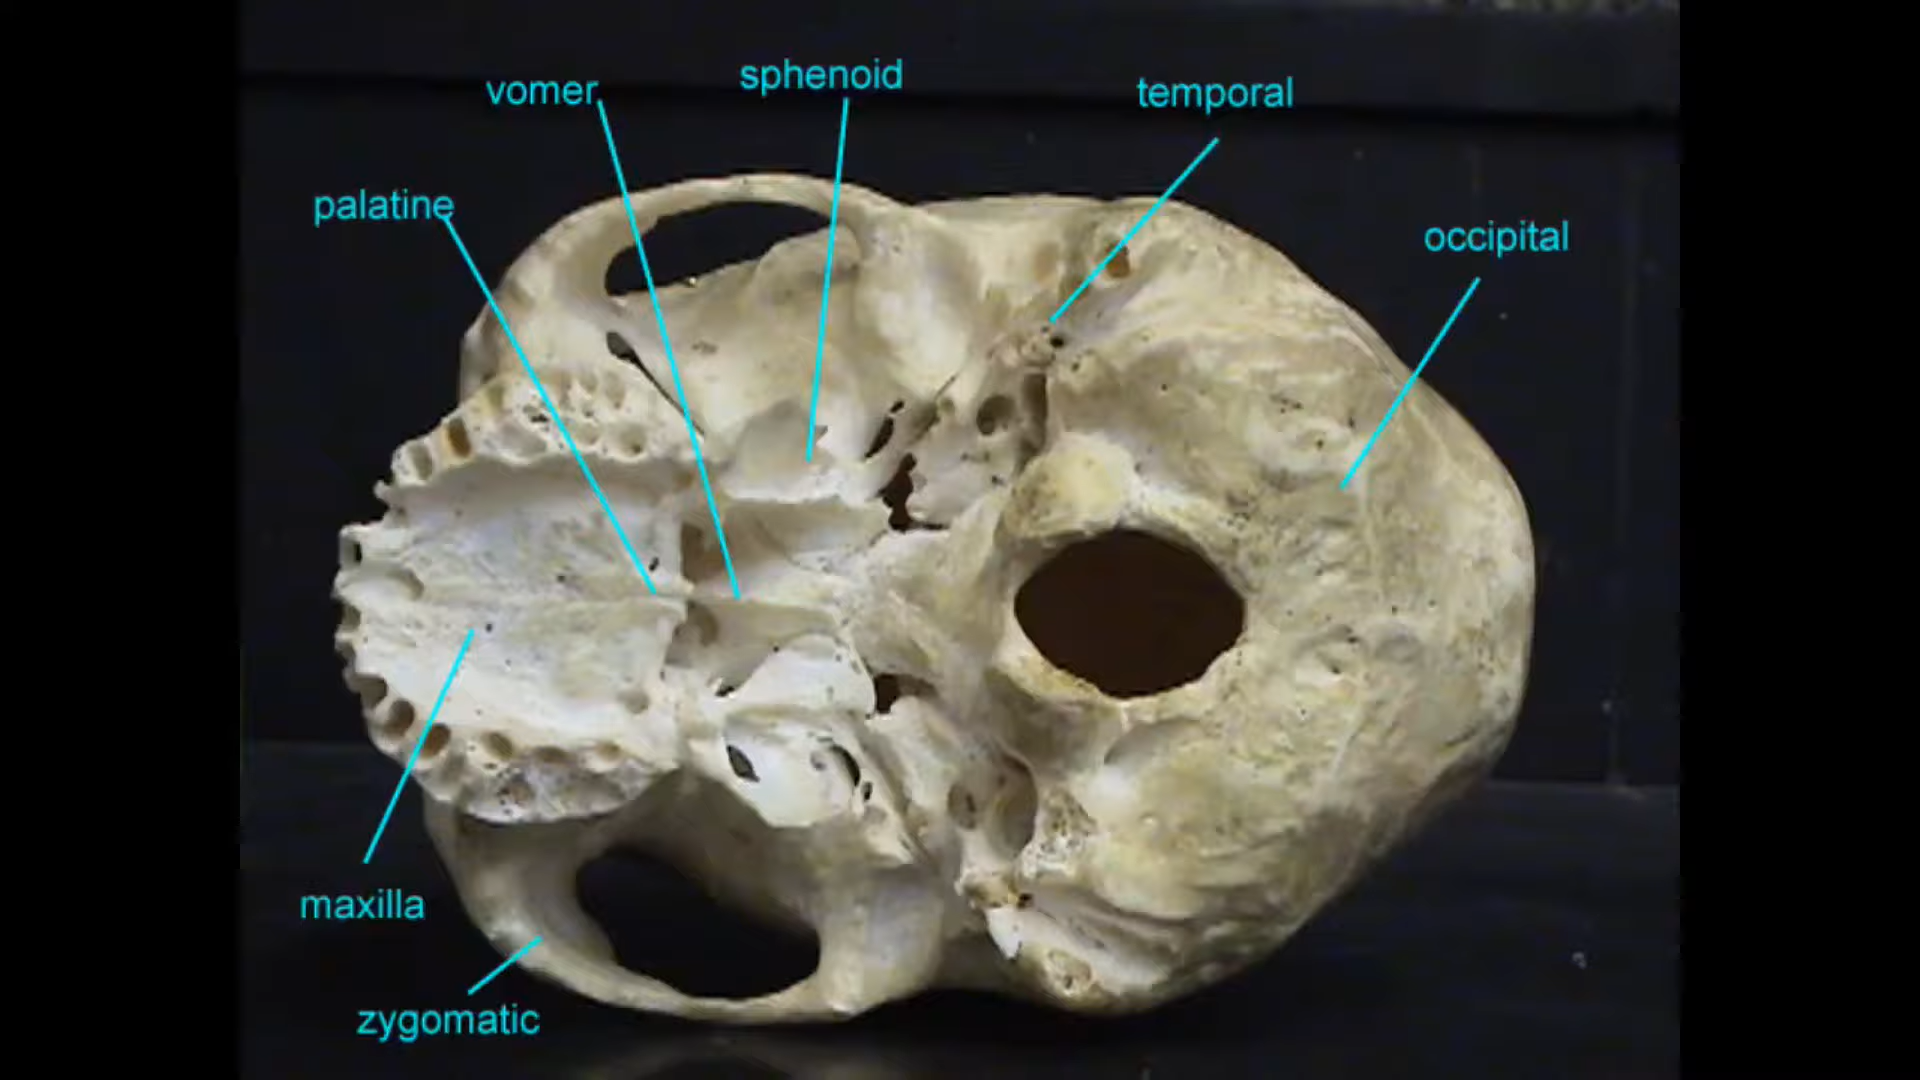 vomer
sphenoid
temporal
palatine
occipital
maxilla
zygomatic